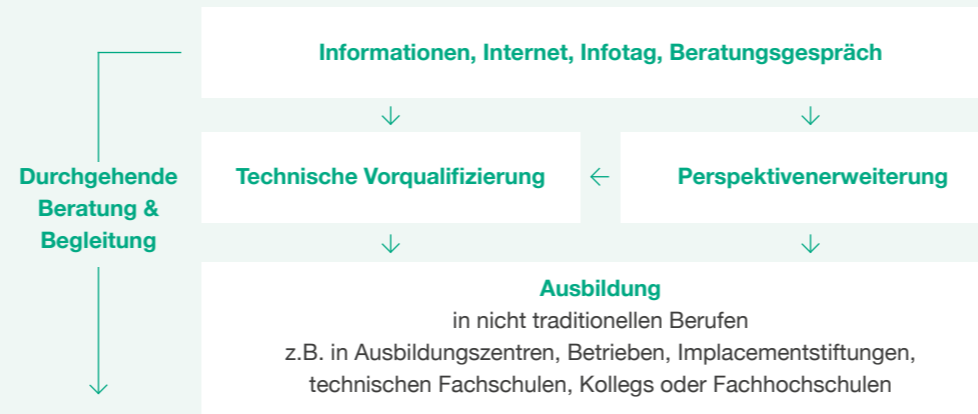 Informationen, Internet, Infotag, Beratungsgespräch
Durchgehende
Beratung &
Begleitung
Technische Vorqualifizierung
Perspektivenerweiterung
Ausbildung
in nicht traditionellen Berufen
z.B. in Ausbildungszentren, Betrieben, Implacementstiftungen,
technischen Fachschulen, Kollegs oder Fachhochschulen